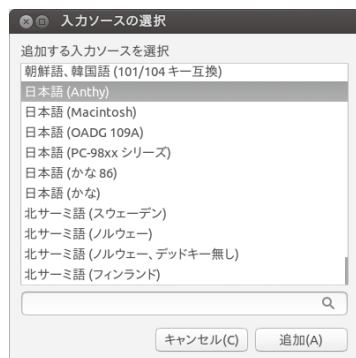 入力ソースの選択
追加する入力ソースを選択
朝鮮語、韓国語 (101/104 キー互換)
日本語 (Anthy)
日本語 (Macintosh)
日本語 (OADG 109A)
日本語 (PC-98xx シリーズ)
日本語 (かな 86)
日本語 (かな)
北サーミ語 (スウェーデン)
北サーミ語 (ノルウェー)
北サーミ語 (ノルウェー、デッドキー無し)
北サーミ語 (フィンランド)
キャンセル(C) 追加(A)